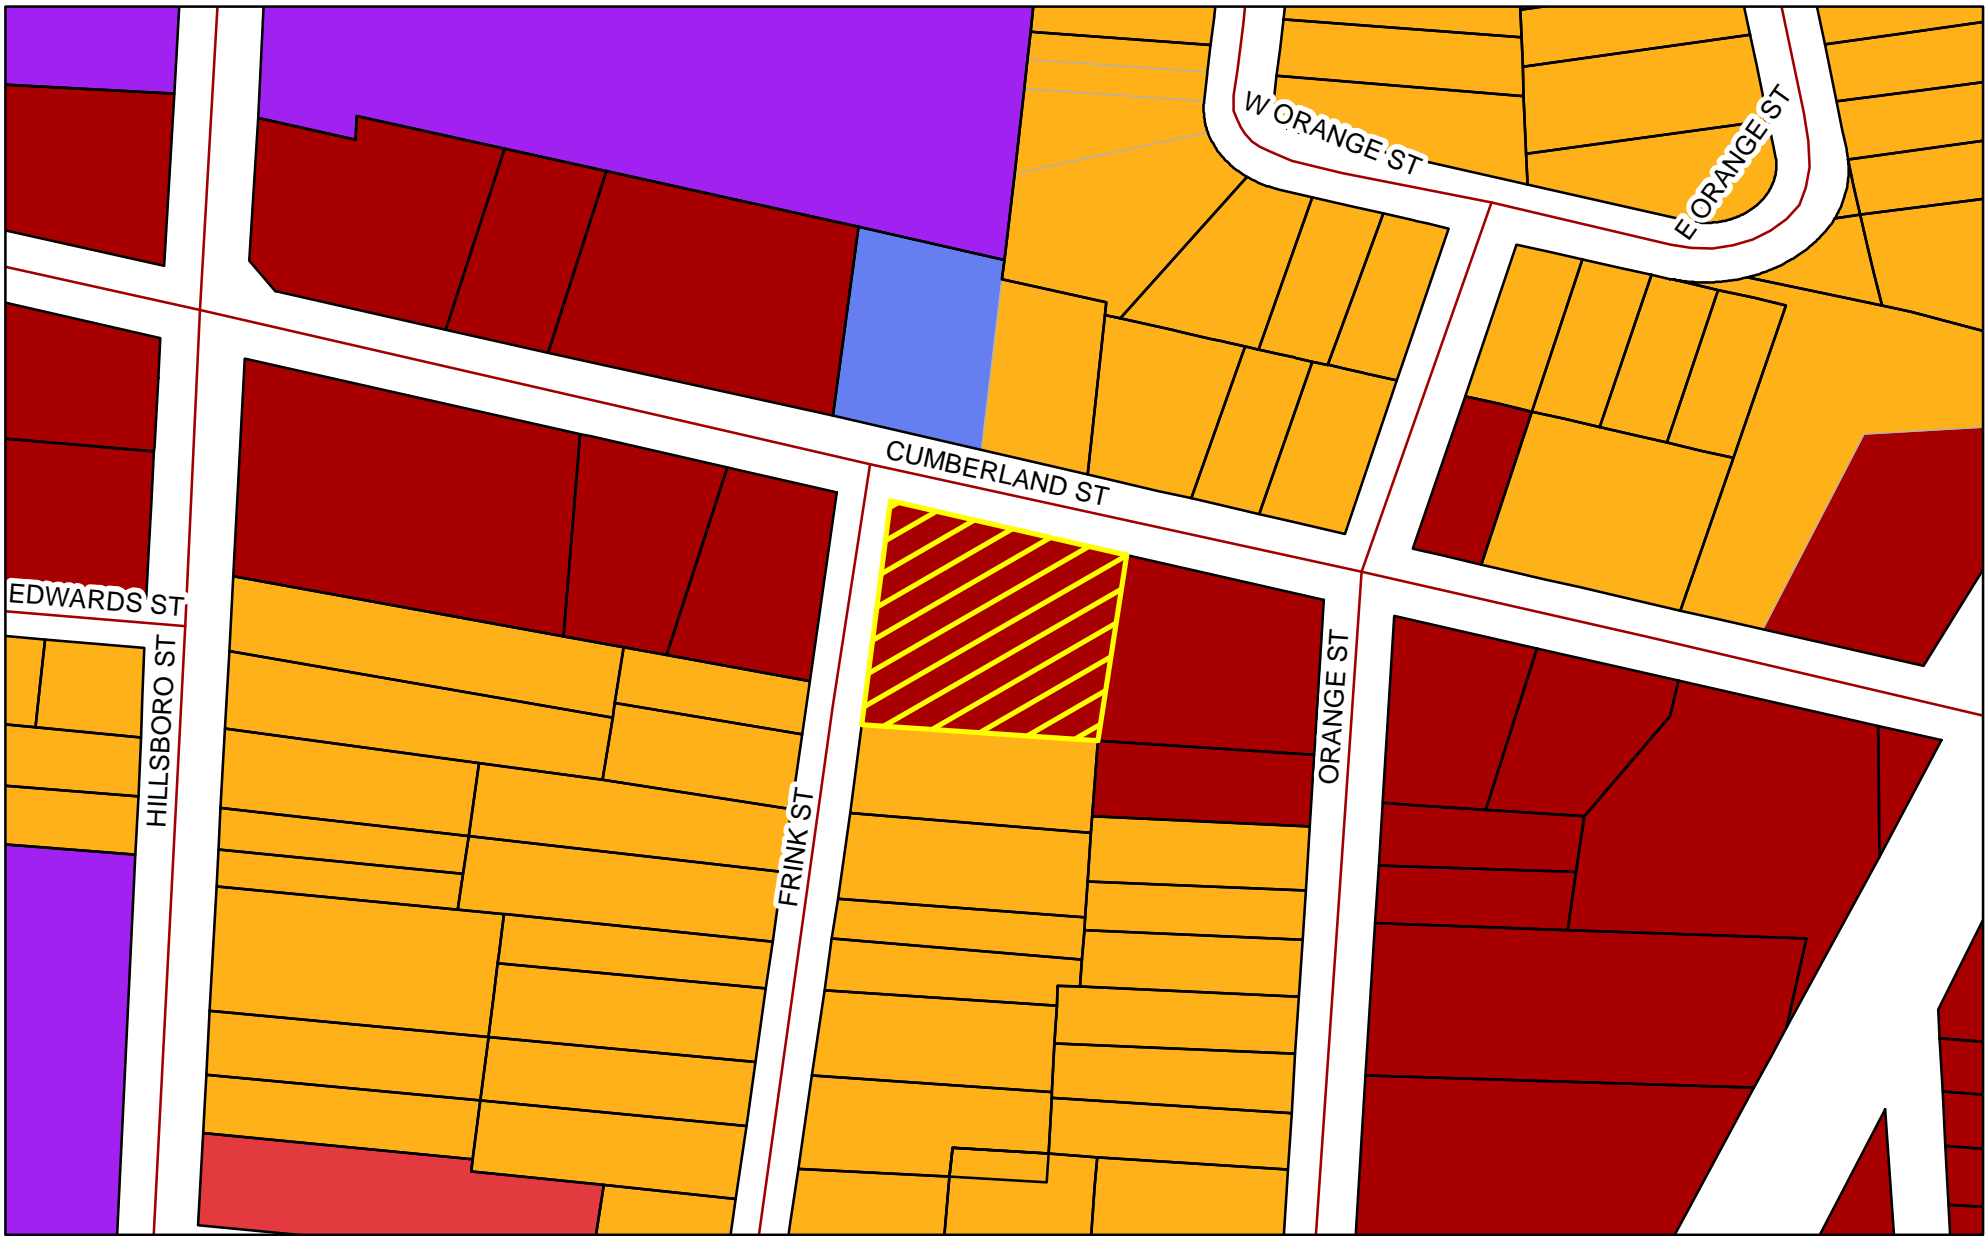 W ORANGE ST
E ORANGE ST
CUMBERLAND ST
EDWARDS ST
HILLSBORO ST
ORANGE ST
FRINK ST